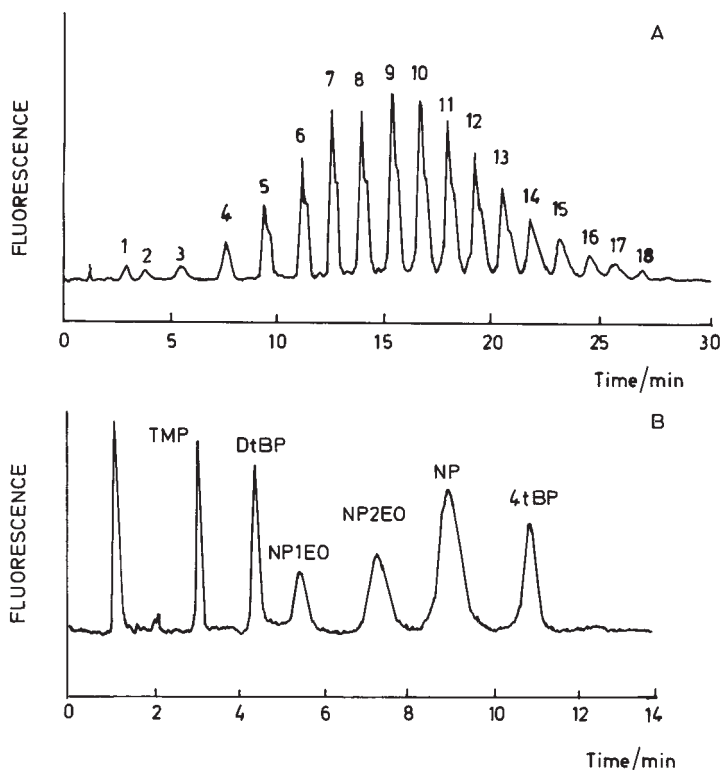 A
FLUORESCENCE
1 2 3 4 5 6 7 8 9 10 11 12 13 14 15 16 17 18
0 5 10 15 20 25 30
Time/min
B
FLUORESCENCE
TMP DtBP NP1EO NP2EO NP 4tBP
0 2 4 6 8 10 12 14
Time/min